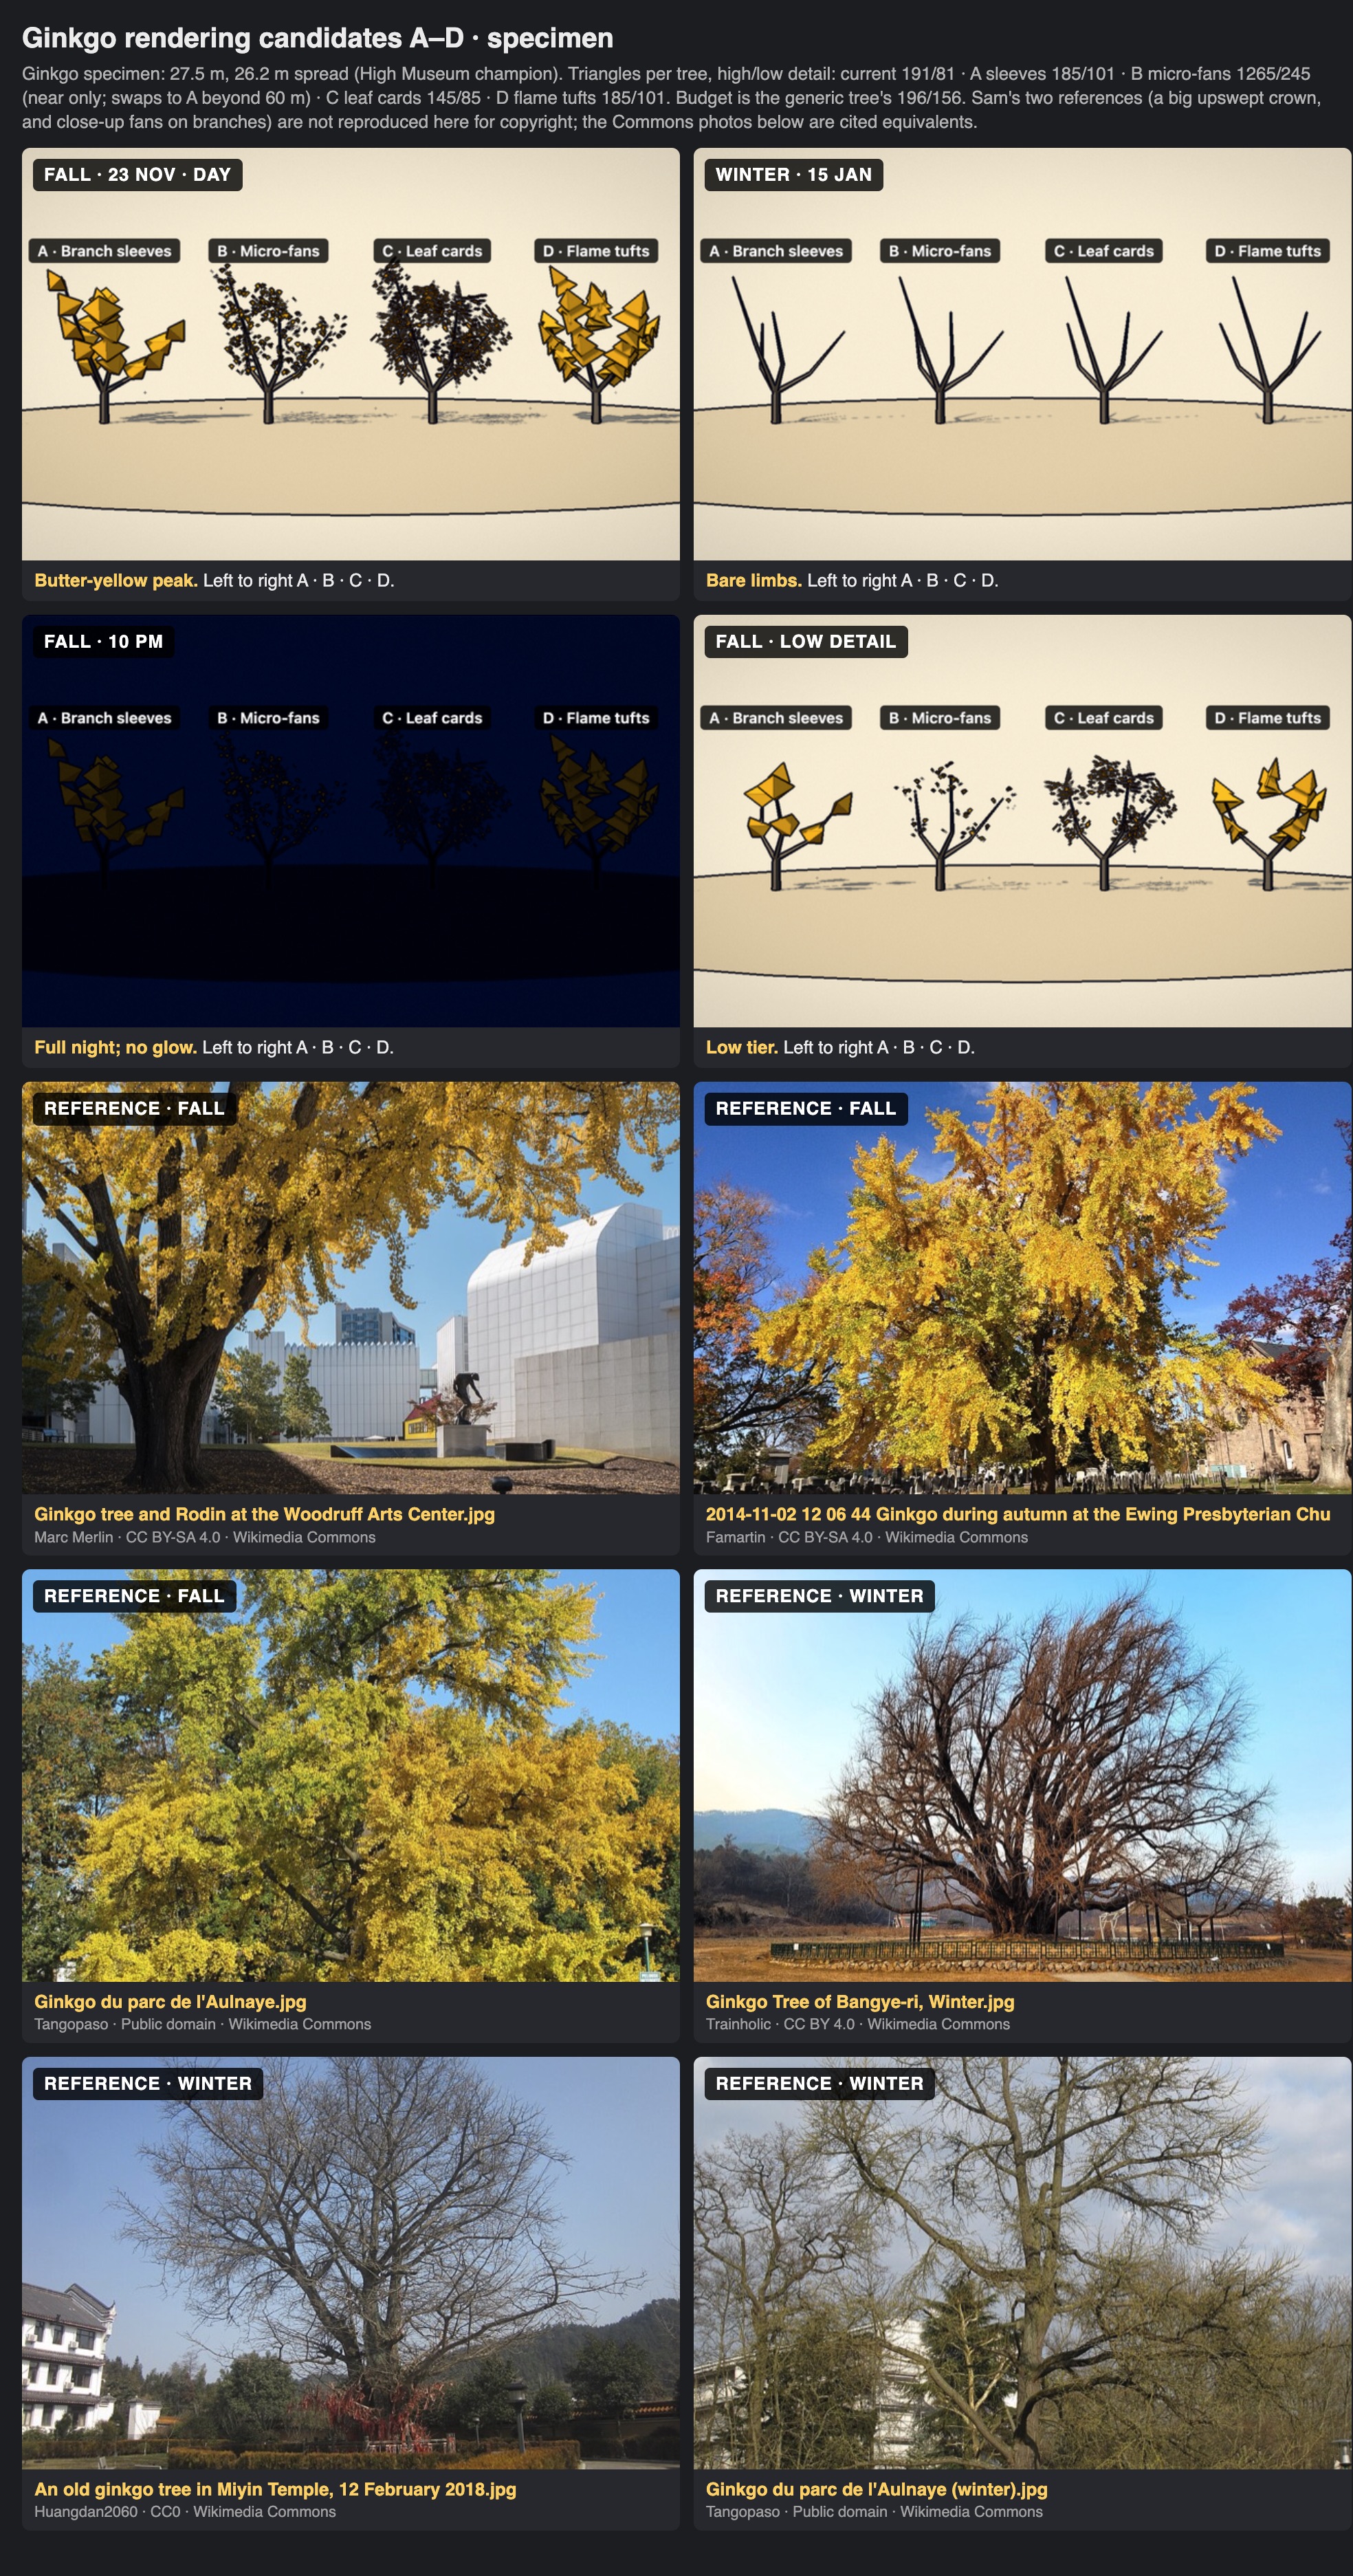 Ginkgo rendering candidates A–D · specimen
Ginkgo specimen: 27.5 m, 26.2 m spread (High Museum champion). Triangles per tree, high/low detail: current 191/81 · A sleeves 185/101 · B micro-fans 1265/245
(near only; swaps to A beyond 60 m) · C leaf cards 145/85 · D flame tufts 185/101. Budget is the generic tree's 196/156. Sam's two references (a big upswept crown,
and close-up fans on branches) are not reproduced here for copyright; the Commons photos below are cited equivalents.
FALL · 23 NOV · DAY
A · Branch sleeves
B · Micro-fans
C · Leaf cards
D · Flame tufts
Butter-yellow peak. Left to right A · B · C · D.
WINTER · 15 JAN
A · Branch sleeves
B · Micro-fans
C · Leaf cards
D · Flame tufts
Bare limbs. Left to right A · B · C · D.
FALL · 10 PM
A · Branch sleeves
B · Micro-fans
C · Leaf cards
D · Flame tufts
Full night; no glow. Left to right A · B · C · D.
FALL · LOW DETAIL
A · Branch sleeves
B · Micro-fans
C · Leaf cards
D · Flame tufts
Low tier. Left to right A · B · C · D.
REFERENCE · FALL
Ginkgo tree and Rodin at the Woodruff Arts Center.jpg
Marc Merlin · CC BY-SA 4.0 · Wikimedia Commons
REFERENCE · FALL
2014-11-02 12 06 44 Ginkgo during autumn at the Ewing Presbyterian Chu
Famartin · CC BY-SA 4.0 · Wikimedia Commons
REFERENCE · FALL
Ginkgo du parc de l'Aulnaye.jpg
Tangopaso · Public domain · Wikimedia Commons
REFERENCE · WINTER
Ginkgo Tree of Bangye-ri, Winter.jpg
Trainholic · CC BY 4.0 · Wikimedia Commons
REFERENCE · WINTER
An old ginkgo tree in Miyin Temple, 12 February 2018.jpg
Huangdan2060 · CC0 · Wikimedia Commons
REFERENCE · WINTER
Ginkgo du parc de l'Aulnaye (winter).jpg
Tangopaso · Public domain · Wikimedia Commons